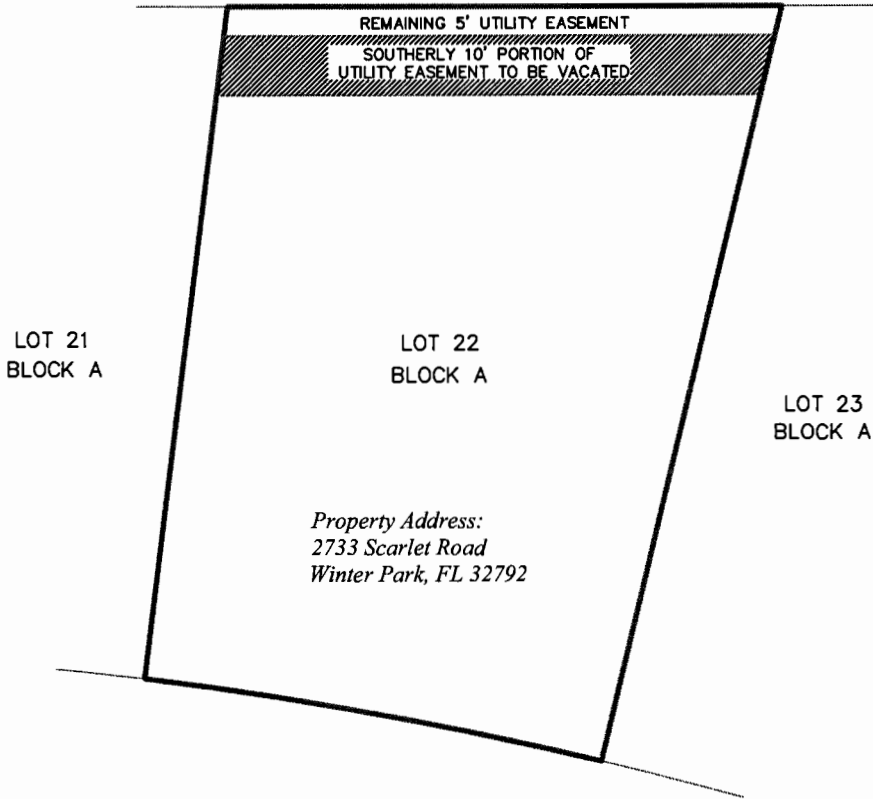 REMAINING 5' UTILITY EASEMENT
SOUTHERLY 10' PORTION OF
UTILITY EASEMENT TO BE VACATED
LOT 21
BLOCK A
LOT 22
BLOCK A
LOT 23
BLOCK A
Property Address:
2733 Scarlet Road
Winter Park, FL 32792